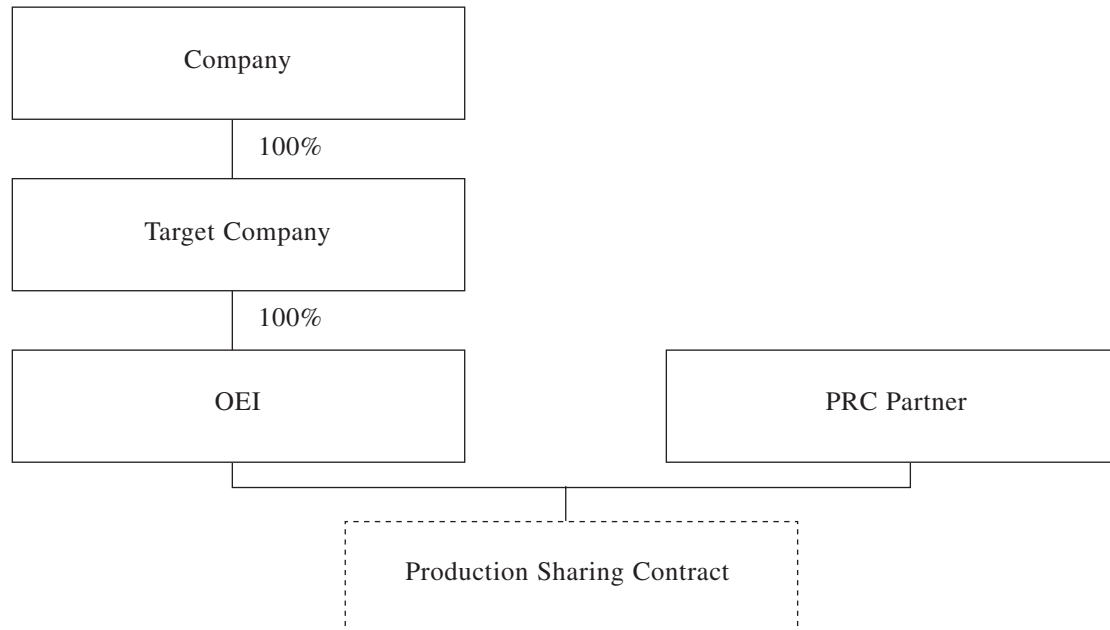 Company
100%
Target Company
100%
OEI
PRC Partner
Production Sharing Contract